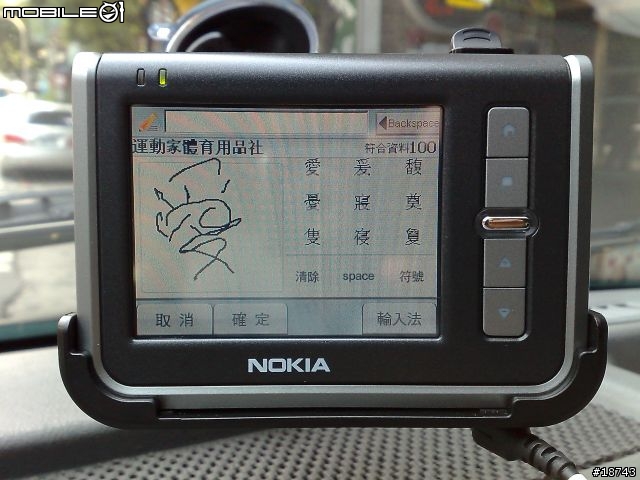 MOBILE01
Backspace
運動家體育用品社 符合資料100
愛 爰 馥
憂 寢 奠
隻 寑 夐
清除 space 符號
取消 確定 輸入法
NOKIA
#18743